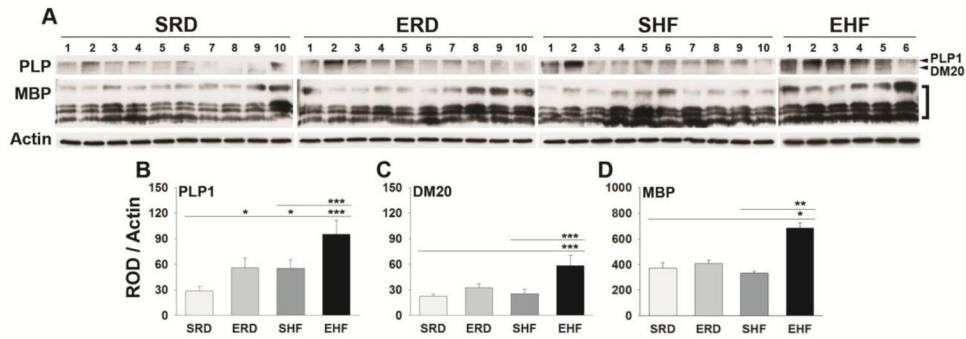 A
SRD ERD SHF EHF
1 2 3 4 5 6 7 8 9 10 1 2 3 4 5 6 7 8 9 10 1 2 3 4 5 6 7 8 9 10 1 2 3 4 5 6
PLP PLP1
DM20
MBP
Actin
B PLP1
150
120
90
60
30
0
ROD / Actin
* * ***
***
SRD ERD SHF EHF
C DM20
150
120
90
60
30
0
***
***
SRD ERD SHF EHF
D MBP
1000
800
600
400
200
0
**
*
SRD ERD SHF EHF